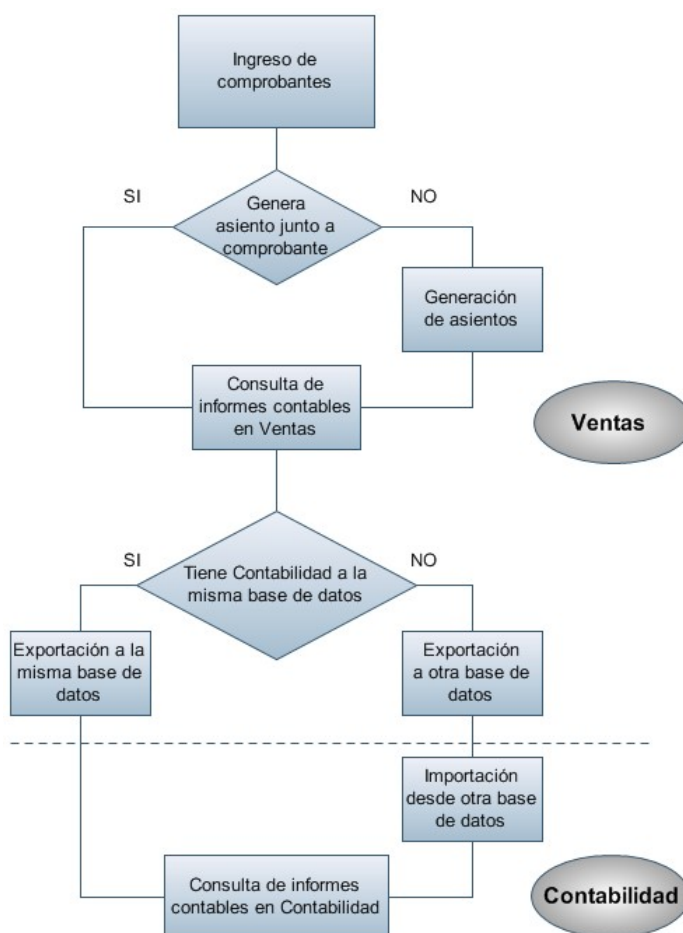 Ingreso de
comprobantes
SI
NO
Genera
asiento junto a
comprobante
Generación
de asientos
Consulta de
informes contables
en Ventas
Ventas
SI
NO
Tiene Contabilidad a la
misma base de datos
Exportación a la
misma base de
datos
Exportación
a otra base de
datos
Importación
desde otra base
de datos
Consulta de informes
contables en Contabilidad
Contabilidad